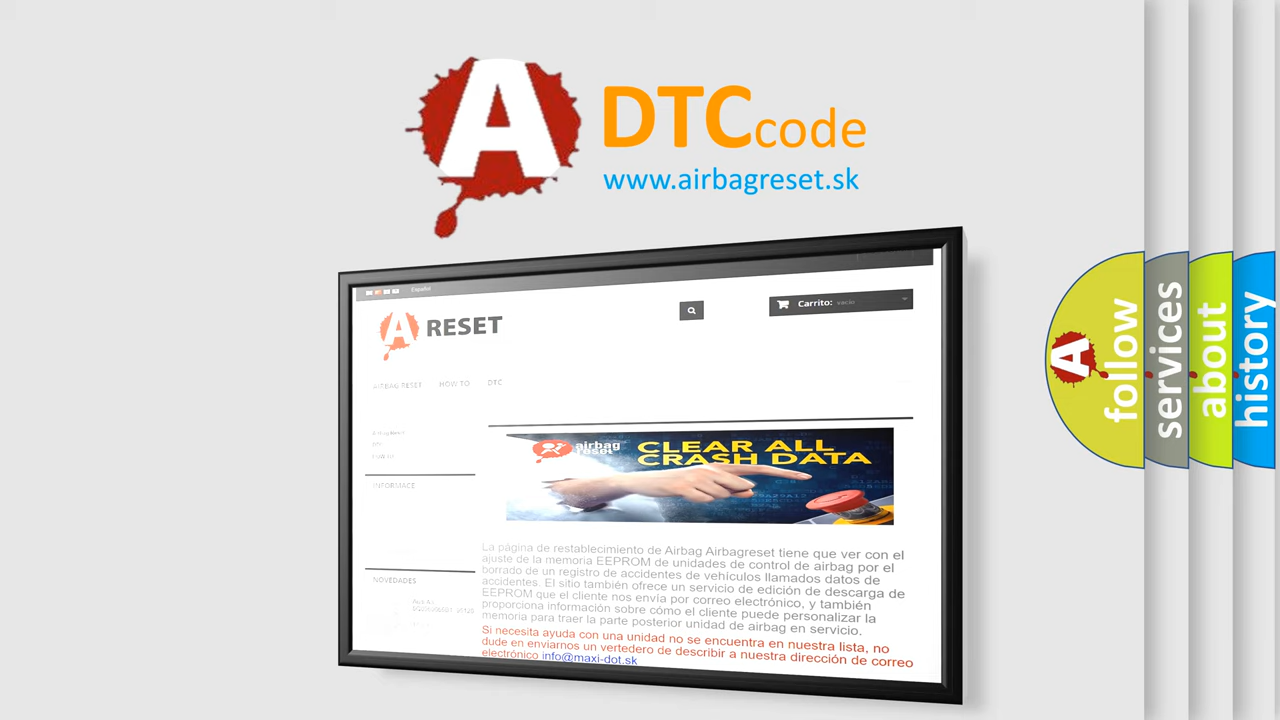 A
DTCcode
www.airbagreset.sk
Español
A RESET
Carrito: vacío
AIRBAG RESET HOW TO DTC
INFORMACE
NOVEDADES
airbag
reset
CLEAR ALL
CRASH DATA
La página de restablecimiento de Airbag Airbagreset tiene que ver con el
ajuste de la memoria EEPROM de unidades de control de airbag por el
borrado de un registro de accidentes de vehículos llamados datos de
accidentes. El sitio también ofrece un servicio de edición de descarga de
EEPROM que el cliente nos envía por correo electrónico, y también
proporciona información sobre cómo el cliente puede personalizar la
memoria para traer la parte posterior unidad de airbag en servicio.
Si necesita ayuda con una unidad no se encuentra en nuestra lista, no
dude en enviarnos un vertedero de describir a nuestra dirección de correo
electrónico info@maxi-dot.sk
A
follow
services
about
history